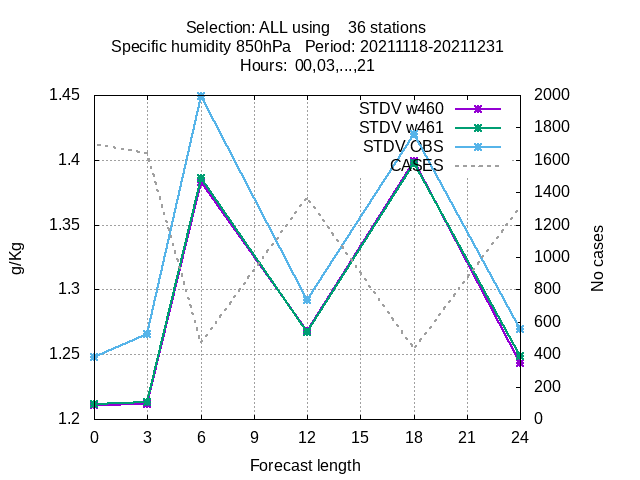 Selection: ALL using 36 stations
Specific humidity 850hPa Period: 20211118-20211231
Hours: 00,03,...,21
1.45
1.4
1.35
1.3
1.25
1.2
g/Kg
STDV w460
STDV w461
STDV OBS
CASES
2000
1800
1600
1400
1200
1000
800
600
400
200
0
No cases
0 3 6 9 12 15 18 21 24
Forecast length